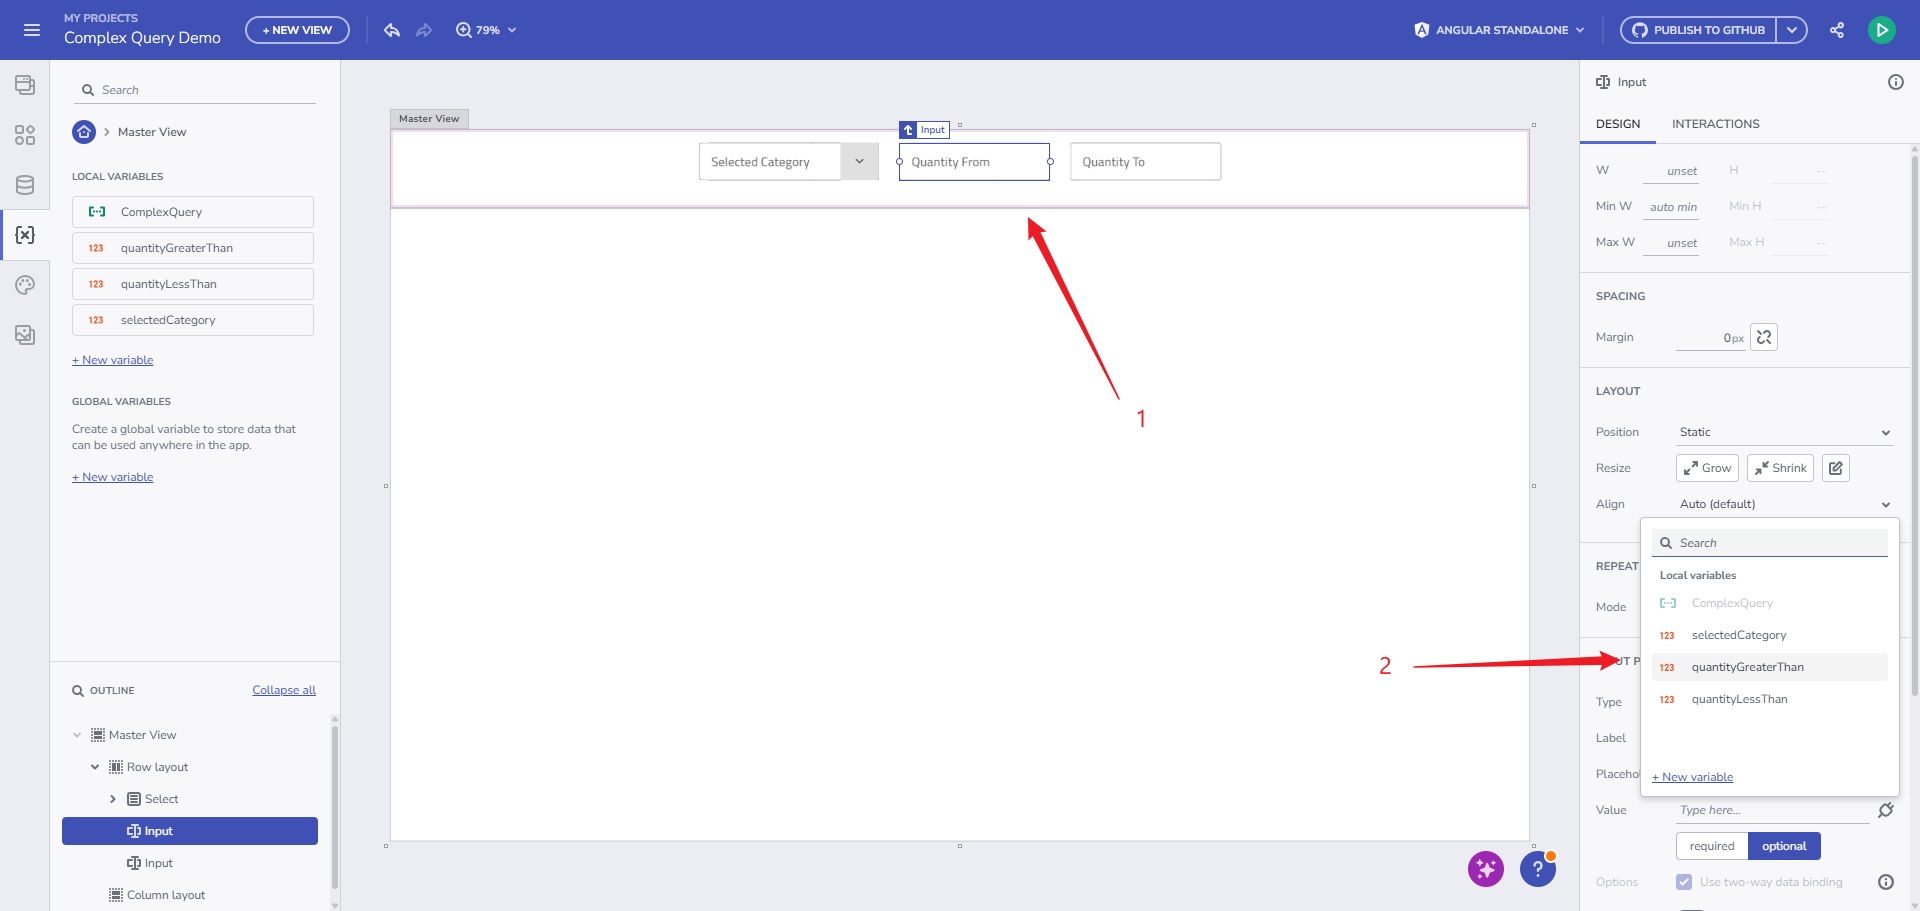 MY PROJECTS
Complex Query Demo
+ NEW VIEW
79%
ANGULAR STANDALONE
PUBLISH TO GITHUB
Search
Master View
LOCAL VARIABLES
ComplexQuery
123 quantityGreaterThan
123 quantityLessThan
123 selectedCategory
+ New variable
GLOBAL VARIABLES
Create a global variable to store data that
can be used anywhere in the app.
+ New variable
OUTLINE
Collapse all
Master View
Row layout
Select
Input
Input
Column layout
Master View
Input
Selected Category
Quantity From
Quantity To
1
2
?
Input
DESIGN
INTERACTIONS
W unset H --
Min W auto min Min H --
Max W unset Max H --
SPACING
Margin 0px
LAYOUT
Position Static
Resize Grow Shrink
Align Auto (default)
REPEAT
Mode
UT P
Type
Label
Placehol
Search
Local variables
ComplexQuery
123 selectedCategory
123 quantityGreaterThan
123 quantityLessThan
+ New variable
Value Type here...
required optional
Options Use two-way data binding